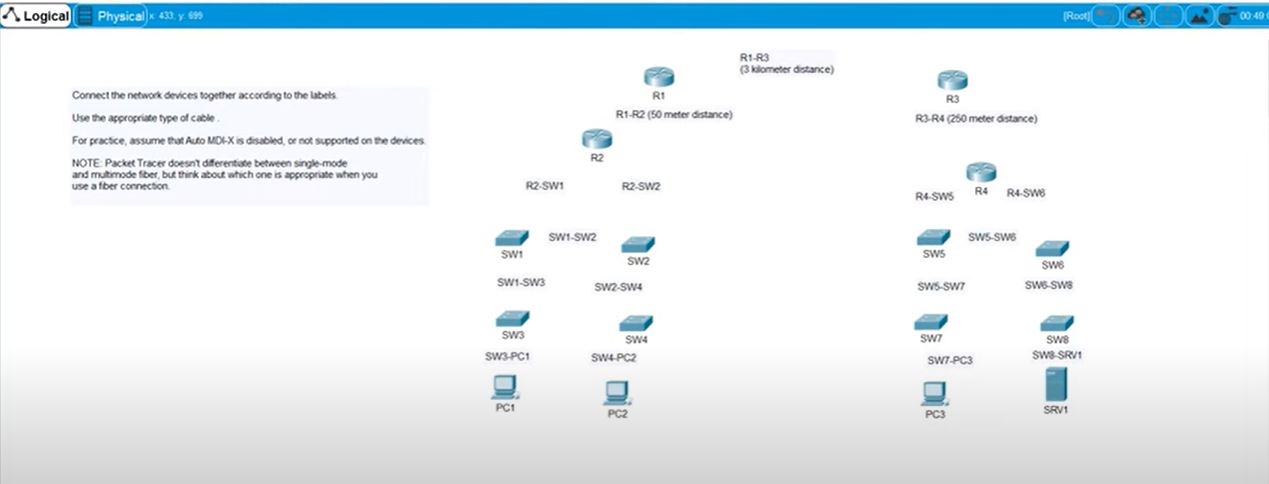 Logical
Physical x: 433, y: 699
[Root]
00:49:
R1-R3
(3 kilometer distance)
Connect the network devices together according to the labels.
Use the appropriate type of cable .
For practice, assume that Auto MDI-X is disabled, or not supported on the devices.
NOTE: Packet Tracer doesn't differentiate between single-mode
and multimode fiber, but think about which one is appropriate when you
use a fiber connection.
R1
R1-R2 (50 meter distance)
R3
R3-R4 (250 meter distance)
R2
R2-SW1
R2-SW2
R4
R4-SW5
R4-SW6
SW1-SW2
SW1
SW2
SW5-SW6
SW5
SW6
SW1-SW3
SW2-SW4
SW5-SW7
SW6-SW8
SW3
SW4
SW7
SW8
SW3-PC1
SW4-PC2
SW7-PC3
SW8-SRV1
PC1
PC2
PC3
SRV1